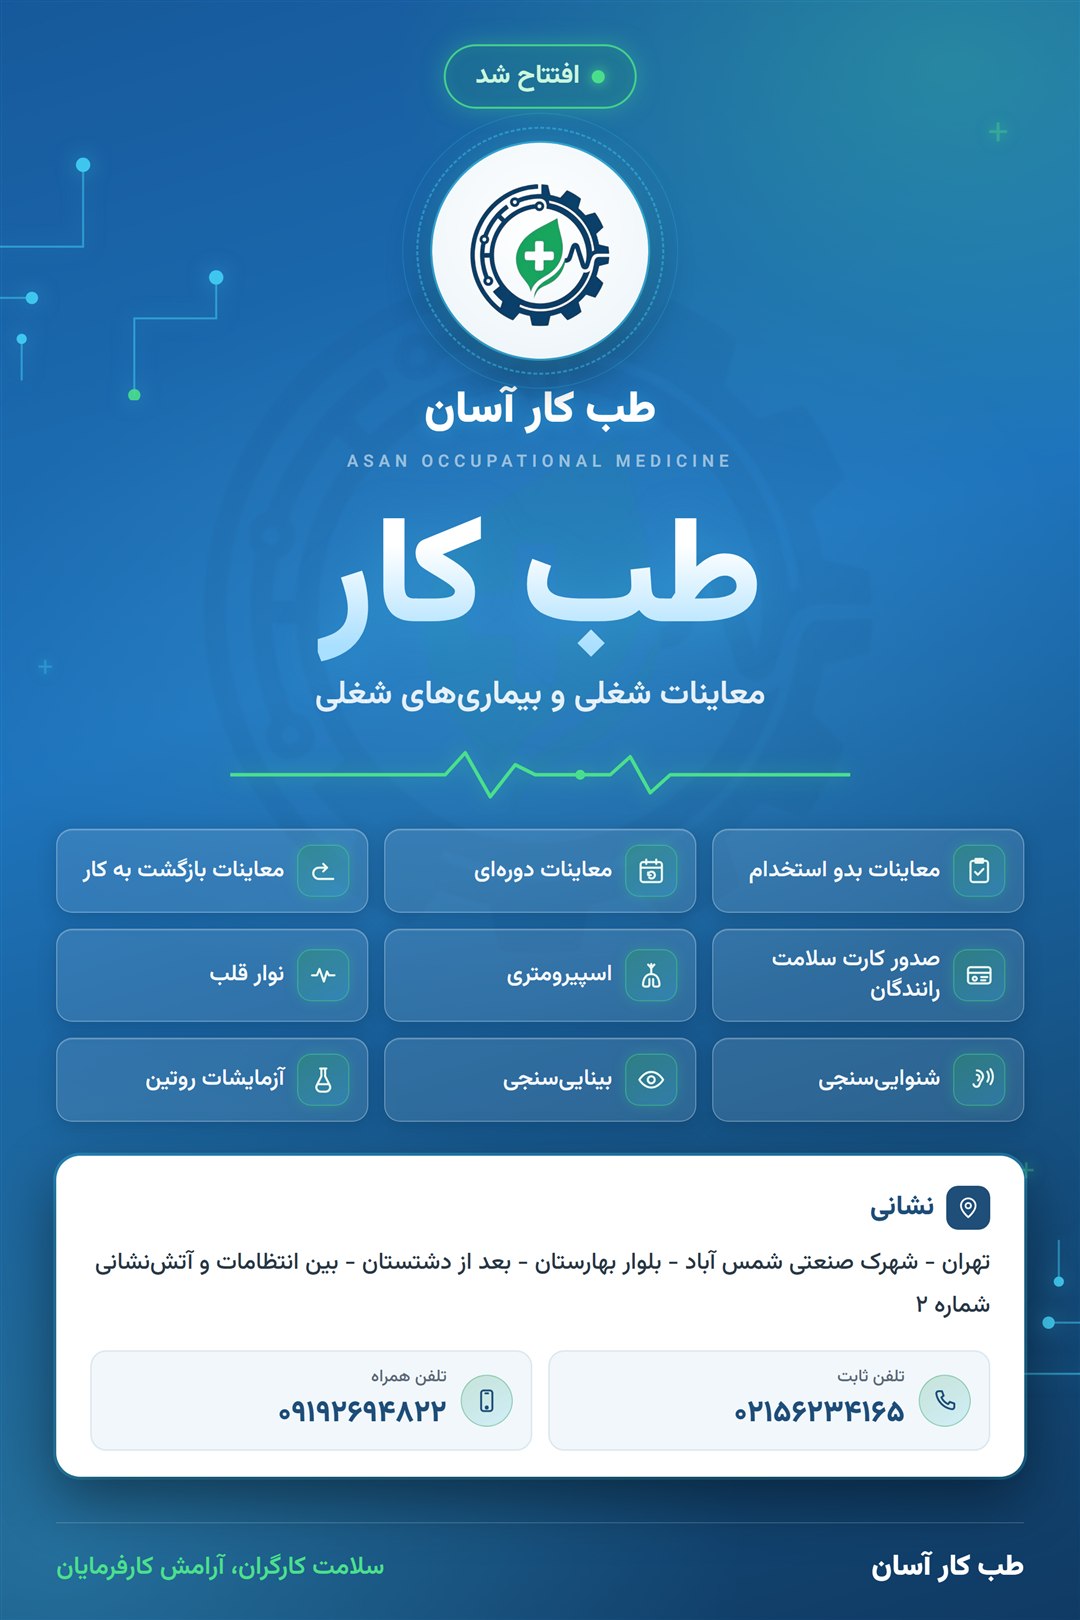 افتتاح شد
طب کار آسان
ASAN OCCUPATIONAL MEDICINE
طب کار
معاینات شغلی و بیماری‌های شغلی
معاینات بدو استخدام
معاینات دوره‌ای
معاینات بازگشت به کار
صدور کارت سلامت
رانندگان
اسپیرومتری
نوار قلب
شنوایی‌سنجی
بینایی‌سنجی
آزمایشات روتین
نشانی
تهران - شهرک صنعتی شمس آباد - بلوار بهارستان - بعد از دشتستان - بین انتظامات و آتش‌نشانی
شماره ۲
تلفن ثابت
۰۲۱۵۶۲۳۴۱۶۵
تلفن همراه
۰۹۱۹۲۶۹۴۸۲۲
طب کار آسان
سلامت کارگران، آرامش کارفرمایان